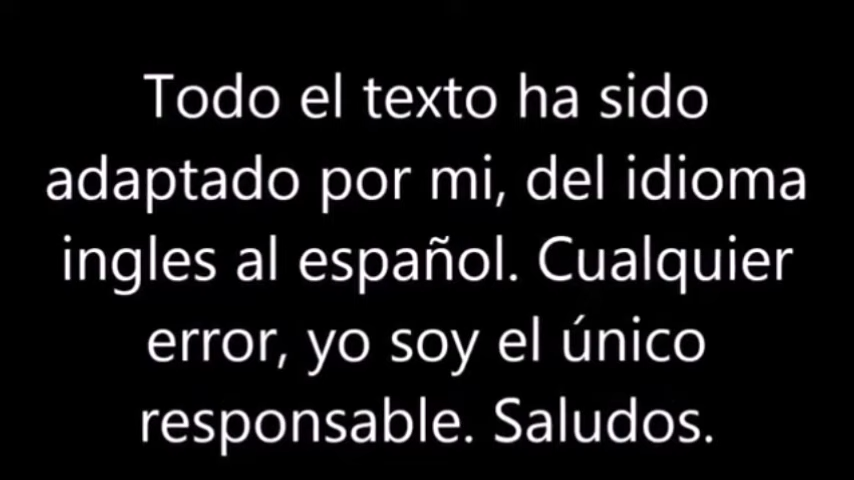 Todo el texto ha sido
adaptado por mi, del idioma
ingles al español. Cualquier
error, yo soy el único
responsable. Saludos.